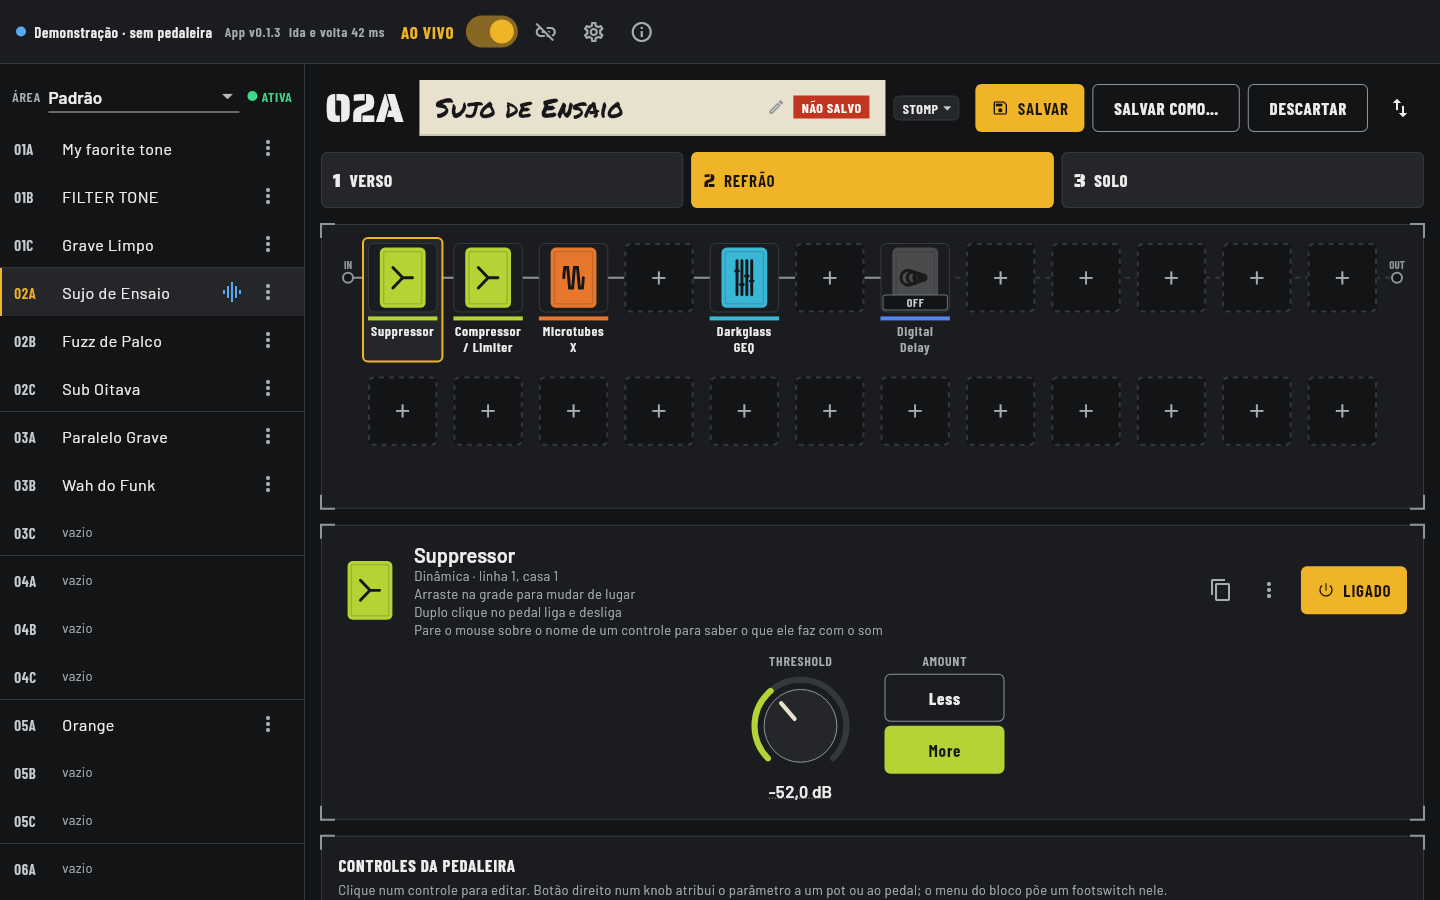 Demonstração · sem pedaleira App v0.1.3 Ida e volta 42 ms AO VIVO
ÁREA Padrão ATIVA
01A My faorite tone
01B FILTER TONE
01C Grave Limpo
02A Sujo de Ensaio
02B Fuzz de Palco
02C Sub Oitava
03A Paralelo Grave
03B Wah do Funk
03C vazio
04A vazio
04B vazio
04C vazio
05A Orange
05B vazio
05C vazio
06A vazio
02A Sujo de Ensaio NÃO SALVO STOMP SALVAR SALVAR COMO... DESCARTAR
1 VERSO 2 REFRÃO 3 SOLO
IN + + OFF + + + + + OUT
Suppressor Compressor / Limiter Microtubes X Darkglass GEQ Digital Delay
+ + + + + + + + + + + +
Suppressor
Dinâmica · linha 1, casa 1
Arraste na grade para mudar de lugar
Duplo clique no pedal liga e desliga
Pare o mouse sobre o nome de um controle para saber o que ele faz com o som
LIGADO
THRESHOLD AMOUNT
Less
More
-52,0 dB
CONTROLES DA PEDALEIRA
Clique num controle para editar. Botão direito num knob atribui o parâmetro a um pot ou ao pedal; o menu do bloco põe um footswitch nele.